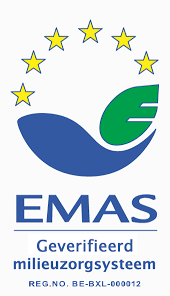 EMAS
Geverifieerd
milieuzorgsysteem
REG.NO. BE-BXL-000012